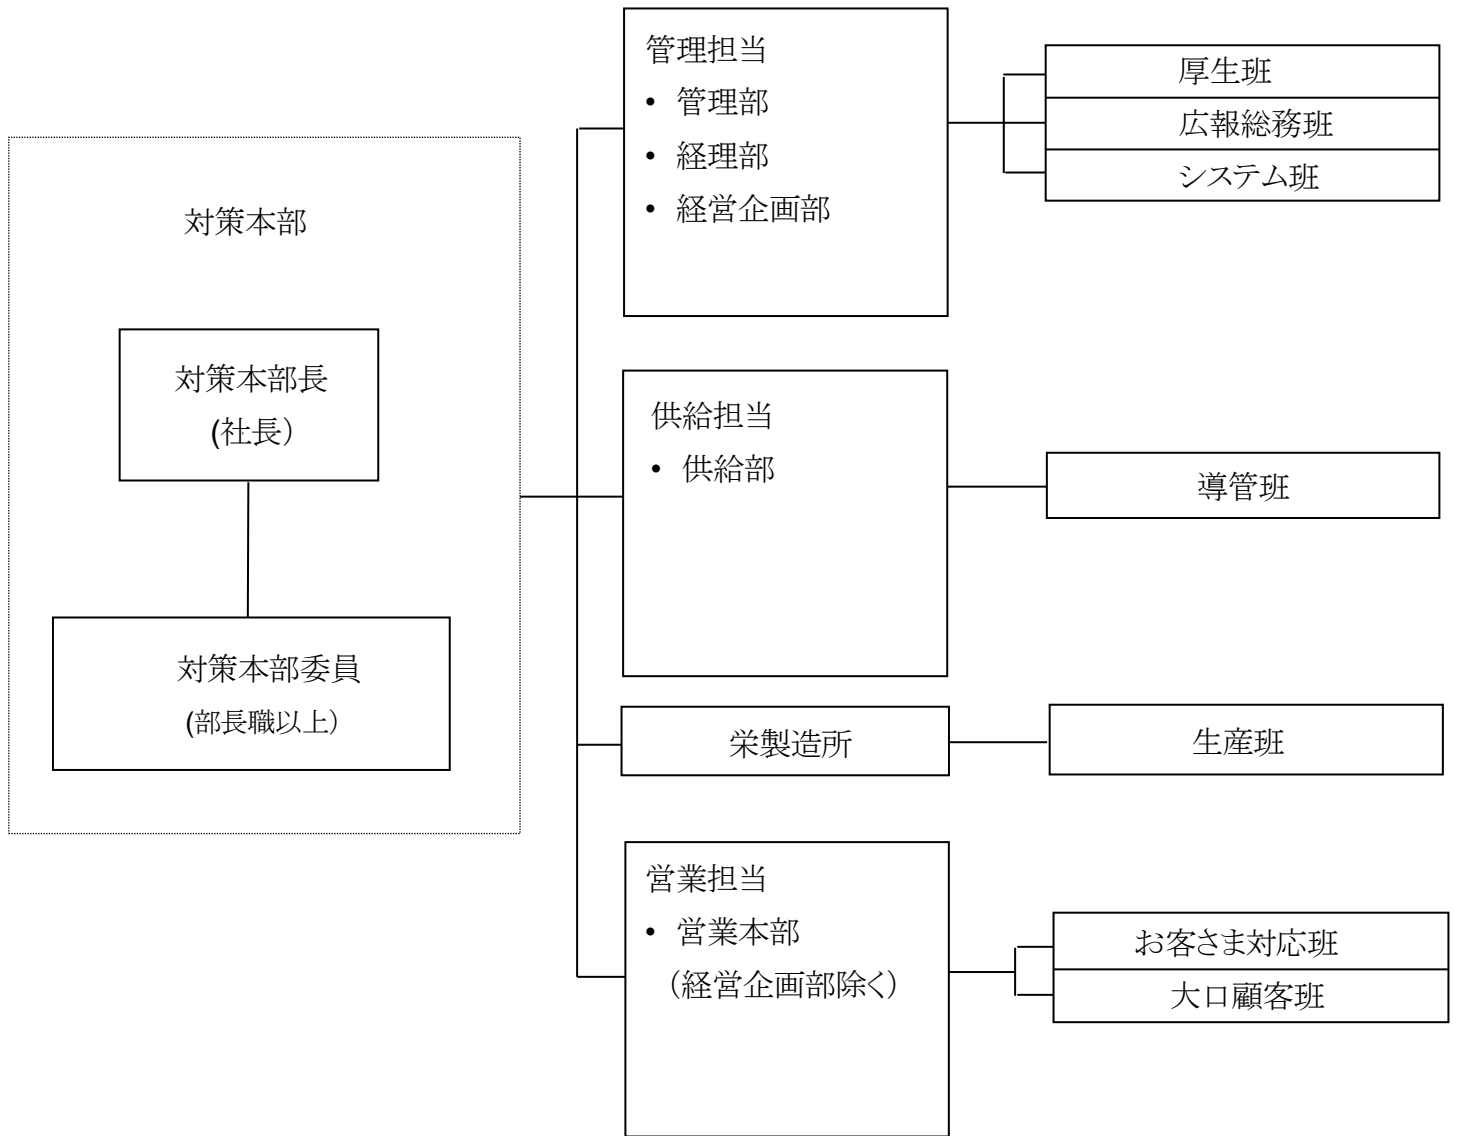 対策本部
対策本部長
(社長）
対策本部委員
(部長職以上）
管理担当
• 管理部
• 経理部
• 経営企画部
厚生班
広報総務班
システム班
供給担当
• 供給部
導管班
栄製造所
生産班
営業担当
• 営業本部
（経営企画部除く）
お客さま対応班
大口顧客班